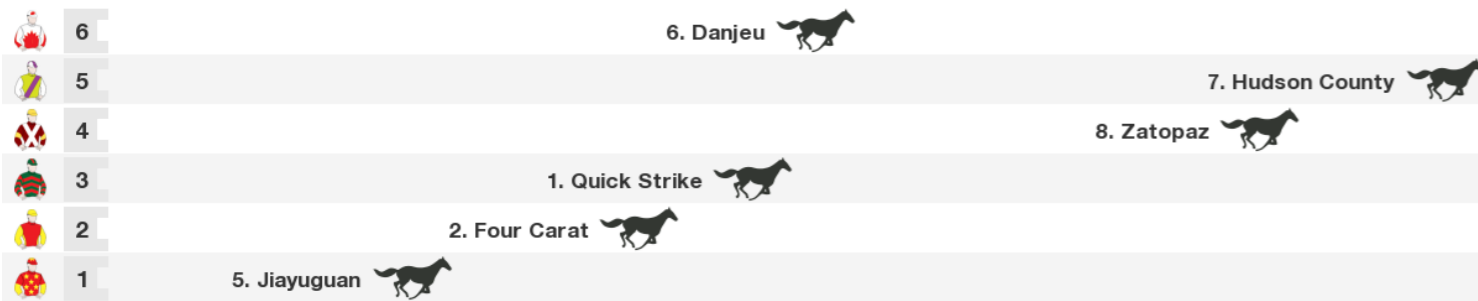 6 6. Danjeu
5 7. Hudson County
4 8. Zatopaz
3 1. Quick Strike
2 2. Four Carat
1 5. Jiayuguan